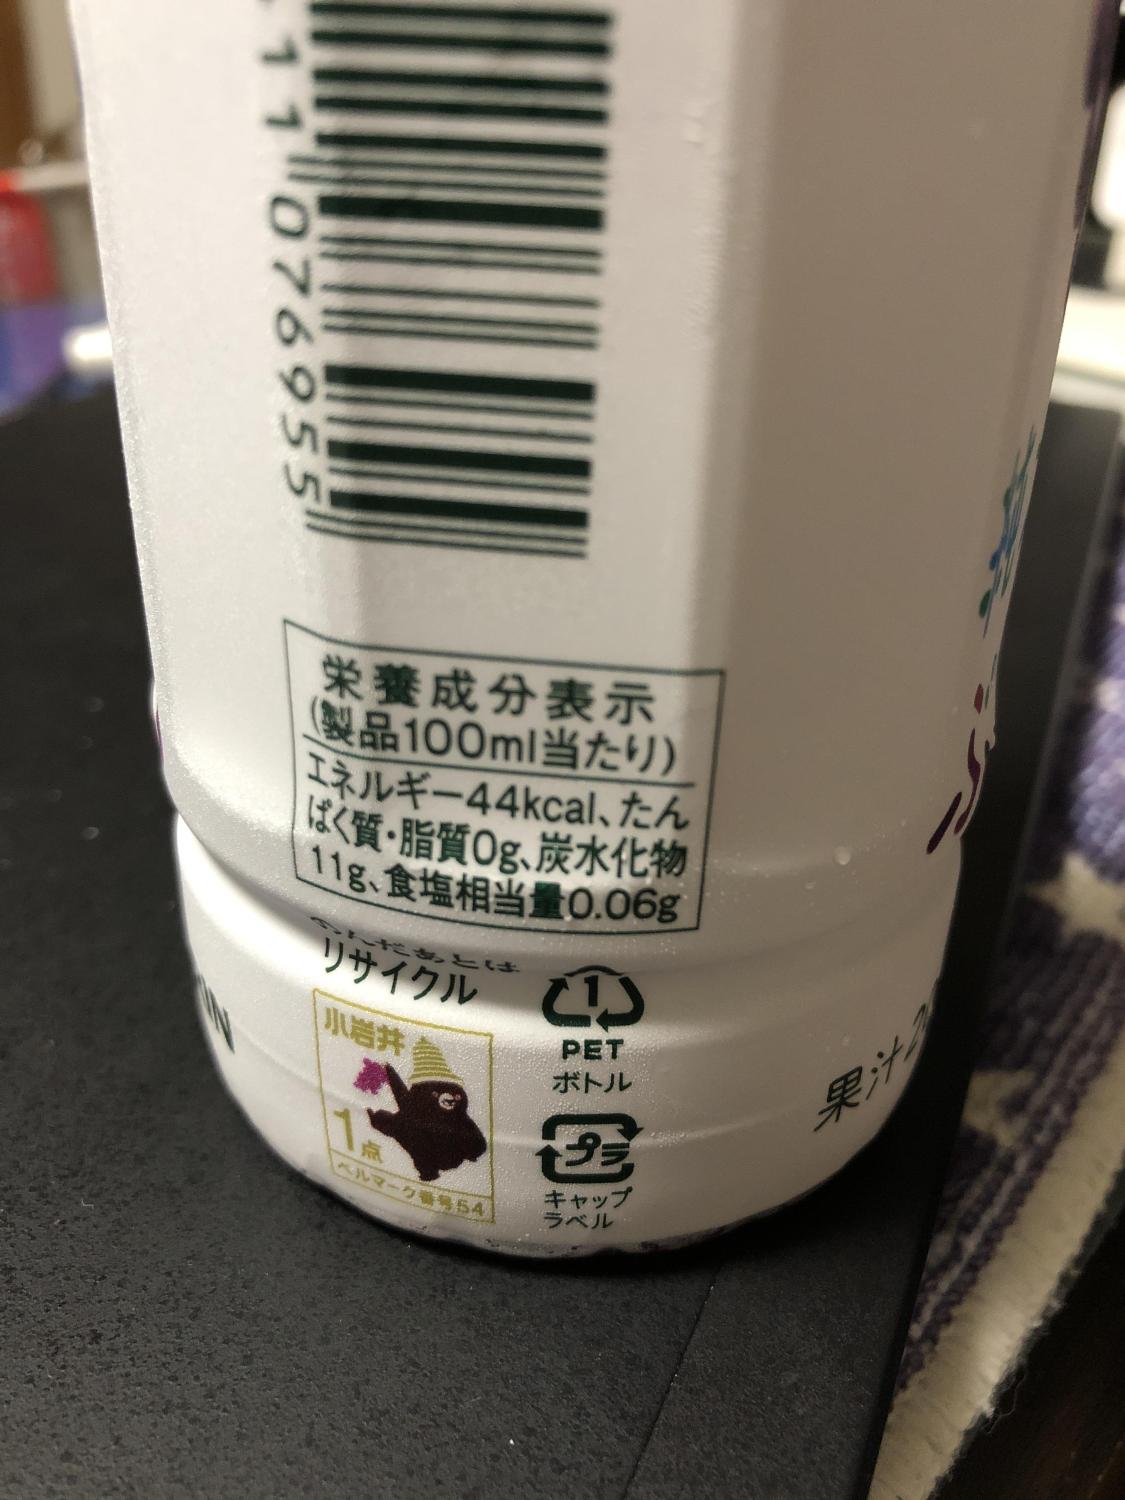 11 076955
栄養成分表示
(製品100ml当たり)
エネルギー44kcal、たん
ぱく質・脂質0g、炭水化物
11g、食塩相当量0.06g
のんだあとは
リサイクル
小岩井
1点
ベルマーク番号54
1
PET
ボトル
プラ
キャップ
ラベル
果汁